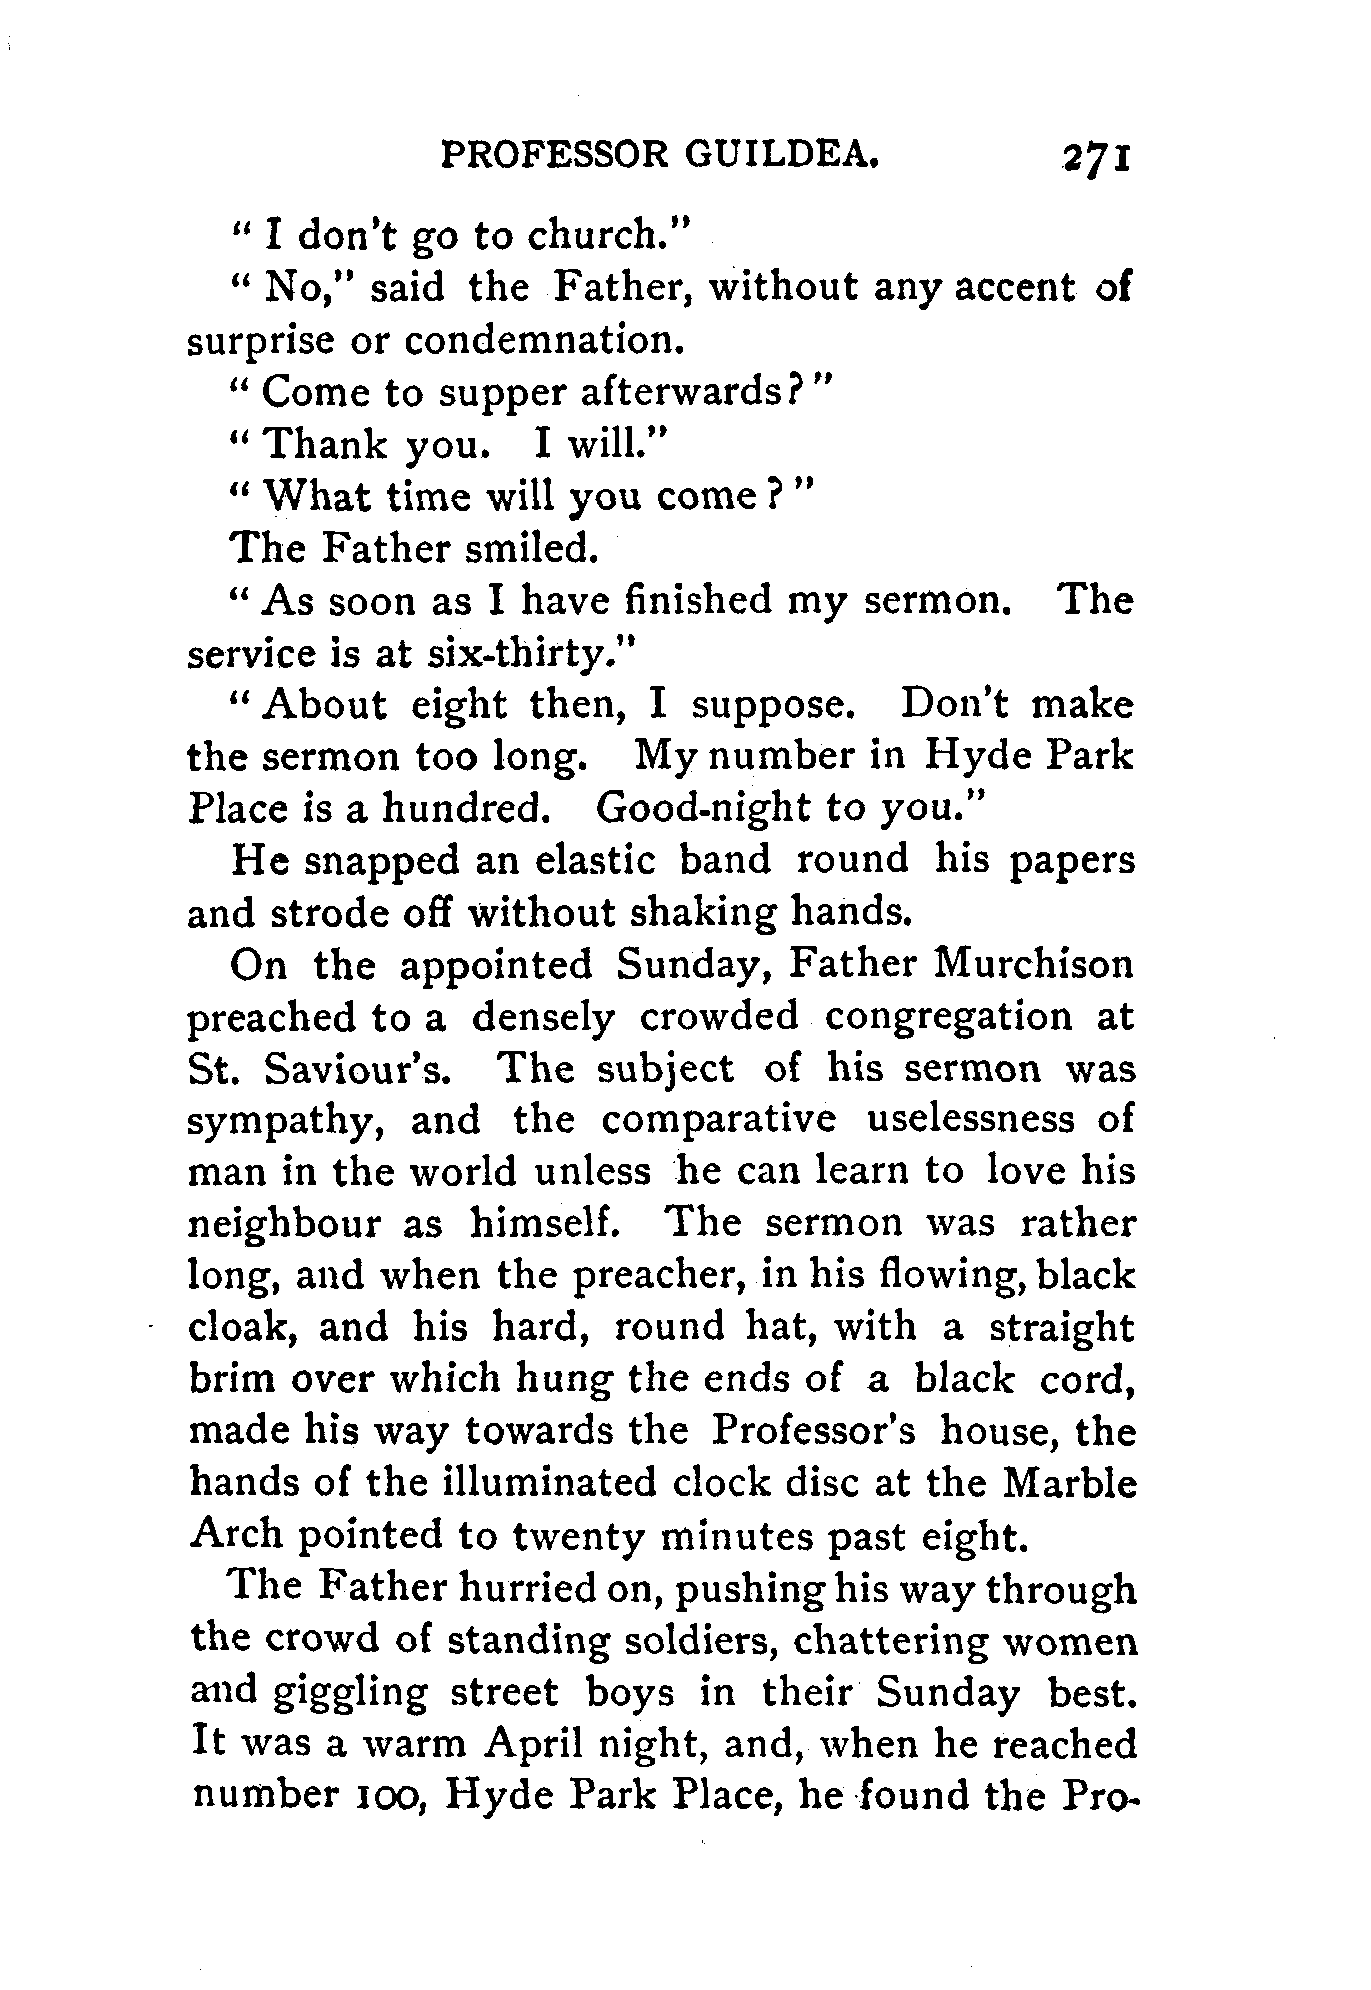 PROFESSOR GUILDEA. 271
" I don't go to church."
" No," said the Father, without any accent of
surprise or condemnation.
" Come to supper afterwards?"
" Thank you. I will."
" What time will you come ? "
The Father smiled.
" As soon as I have finished my sermon. The
service is at six-thirty."
" About eight then, I suppose. Don't make
the sermon too long. My number in Hyde Park
Place is a hundred. Good-night to you."
He snapped an elastic band round his papers
and strode off without shaking hands.
On the appointed Sunday, Father Murchison
preached to a densely crowded congregation at
St. Saviour's. The subject of his sermon was
sympathy, and the comparative uselessness of
man in the world unless he can learn to love his
neighbour as himself. The sermon was rather
long, and when the preacher, in his flowing, black
cloak, and his hard, round hat, with a straight
brim over which hung the ends of a black cord,
made his way towards the Professor's house, the
hands of the illuminated clock disc at the Marble
Arch pointed to twenty minutes past eight.
The Father hurried on, pushing his way through
the crowd of standing soldiers, chattering women
and giggling street boys in their Sunday best.
It was a warm April night, and, when he reached
number 100, Hyde Park Place, he found the Pro-